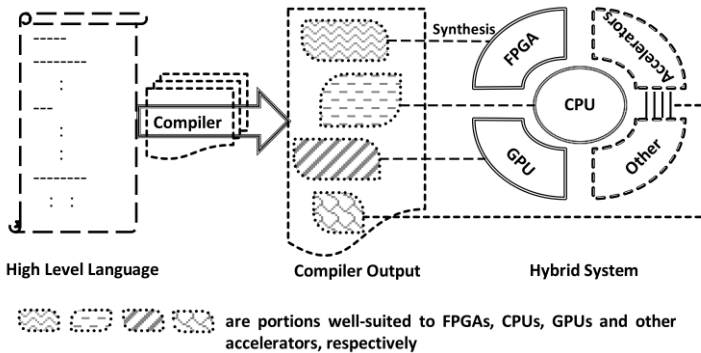 Synthesis
FPGA
Accelerators
Compiler
CPU
GPU
Other
High Level Language
Compiler Output
Hybrid System
are portions well-suited to FPGAs, CPUs, GPUs and other
accelerators, respectively